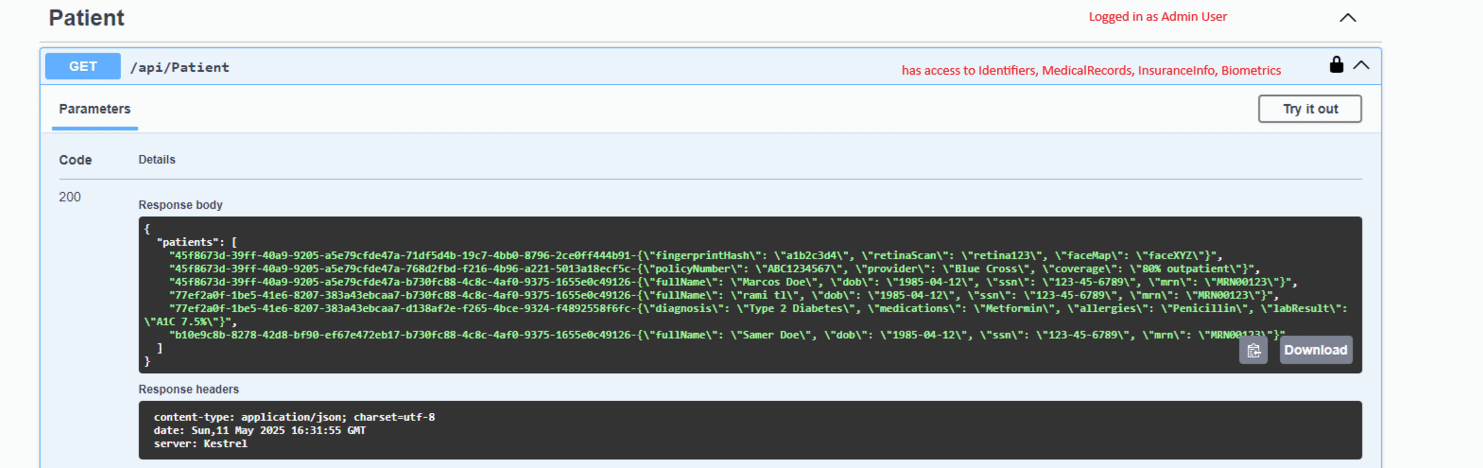 Patient
Logged in as Admin User
GET /api/Patient
has access to Identifiers, MedicalRecords, InsuranceInfo, Biometrics
Parameters
Try it out
Code Details
200
Response body
{
"patients": [
"45f8673d-39ff-40a9-9205-a5e79cfde47a-71df5d4b-19c7-4bb0-8796-2ce0ff444b91-{\"fingerprintHash\": \"a1b2c3d4\", \"retinaScan\": \"retina123\", \"faceMap\": \"faceXYZ\"}",
"45f8673d-39ff-40a9-9205-a5e79cfde47a-768d2fbd-f216-4b96-a221-5013a18ecf5c-{\"policyNumber\": \"ABC1234567\", \"provider\": \"Blue Cross\", \"coverage\": \"80% outpatient\"}",
"45f8673d-39ff-40a9-9205-a5e79cfde47a-b730fc88-4c8c-4af0-9375-1655e0c49126-{\"fullName\": \"Marcos Doe\", \"dob\": \"1985-04-12\", \"ssn\": \"123-45-6789\", \"mrn\": \"MRN00123\"}",
"77ef2a0f-1be5-41e6-8207-383a43ebcaa7-b730fc88-4c8c-4af0-9375-1655e0c49126-{\"fullName\": \"rami tl\", \"dob\": \"1985-04-12\", \"ssn\": \"123-45-6789\", \"mrn\": \"MRN00123\"}",
"77ef2a0f-1be5-41e6-8207-383a43ebcaa7-d138af2e-f265-4bce-9324-f4892558f6fc-{\"diagnosis\": \"Type 2 Diabetes\", \"medications\": \"Metformin\", \"allergies\": \"Penicillin\", \"labResult\":
\"A1C 7.5%\"}",
"b10e9c8b-8278-42d8-bf90-ef67e472eb17-b730fc88-4c8c-4af0-9375-1655e0c49126-{\"fullName\": \"Samer Doe\", \"dob\": \"1985-04-12\", \"ssn\": \"123-45-6789\", \"mrn\": \"MRN00123\"}"
]
}
Download
Response headers
content-type: application/json; charset=utf-8
date: Sun,11 May 2025 16:31:55 GMT
server: Kestrel